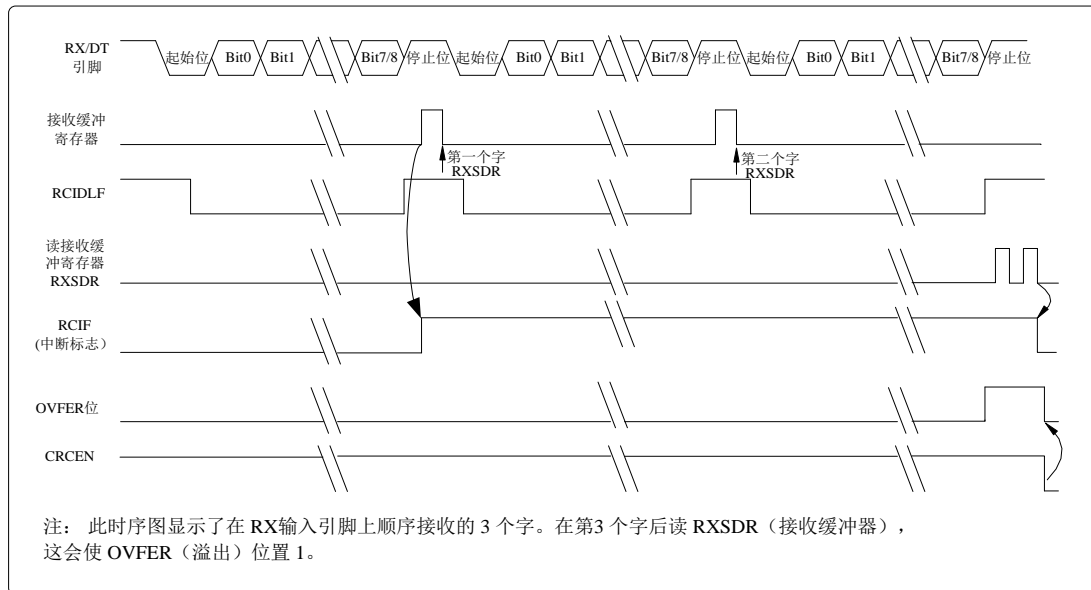 RX/DT
引脚
起始位 Bit0 Bit1 Bit7/8 停止位 起始位 Bit0 Bit1 Bit7/8 停止位 起始位 Bit0 Bit1 Bit7/8 停止位
接收缓冲
寄存器
第一个字
RXSDR
第二个字
RXSDR
RCIDLF
读接收缓
冲寄存器
RXSDR
RCIF
(中断标志)
OVFER位
CRCEN
注: 此时序图显示了在 RX输入引脚上顺序接收的 3 个字。在第3 个字后读 RXSDR(接收缓冲器),
这会使 OVFER(溢出)位置 1。